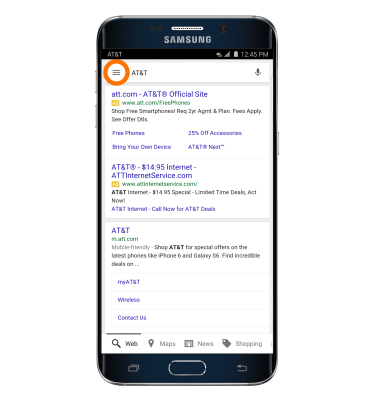 SAMSUNG
AT&T 12:45 PM
AT&T
att.com - AT&T® Official Site
Ad www.att.com/FreePhones
Shop Free Smartphones! Req 2yr Agmt & Plan. Fees Apply.
See Offer Dtls.
Free Phones 25% Off Accessories
Bring Your Own Device AT&T® Next™
AT&T® - $14.95 Internet -
ATTInternetService.com
Ad www.attinternetservice.com/
AT&T Internet - $14.95 Special - Limited Time Deals, Act
Now!
AT&T Internet - Call Now for AT&T Deals
AT&T
m.att.com
Mobile-friendly - Shop AT&T for special offers on the
latest phones like iPhone 6 and Galaxy S6. Find incredible
deals on ...
myAT&T
Wireless
Contact Us
Web Maps News Shopping